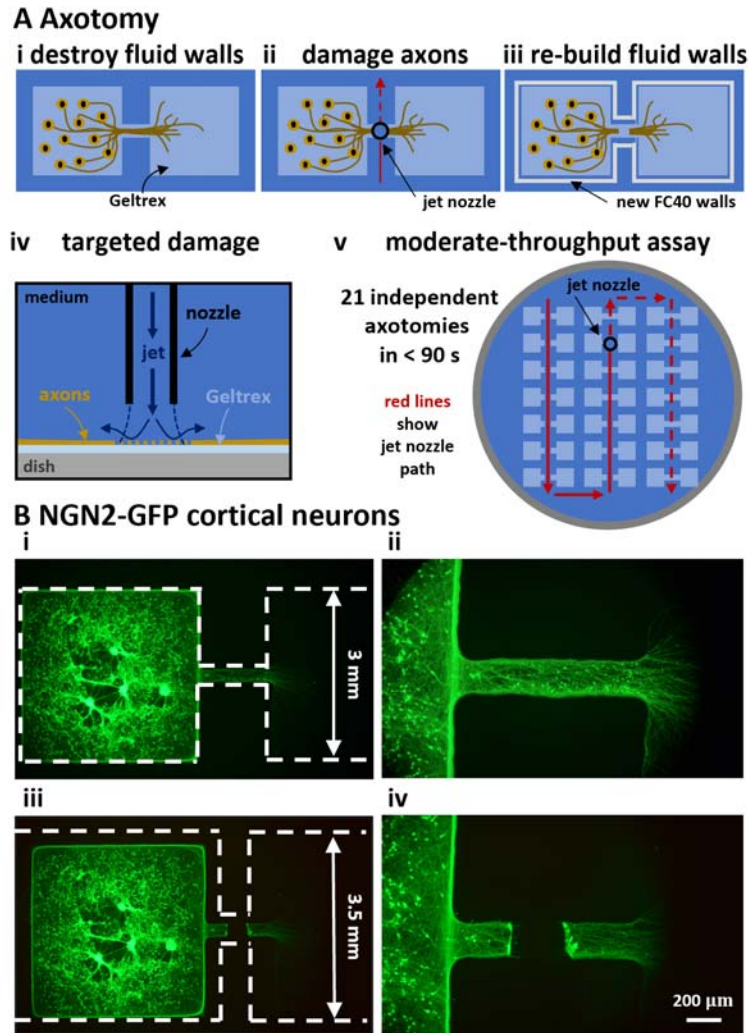 A Axotomy
i destroy fluid walls
ii damage axons
iii re-build fluid walls
Geltrex
jet nozzle
new FC40 walls
iv targeted damage
medium
nozzle
jet
axons
Geltrex
dish
v moderate-throughput assay
21 independent
axotomies
in < 90 s
jet nozzle
red lines
show
jet nozzle
path
B NGN2-GFP cortical neurons
i
3 mm
ii
iii
3.5 mm
iv
200 μm